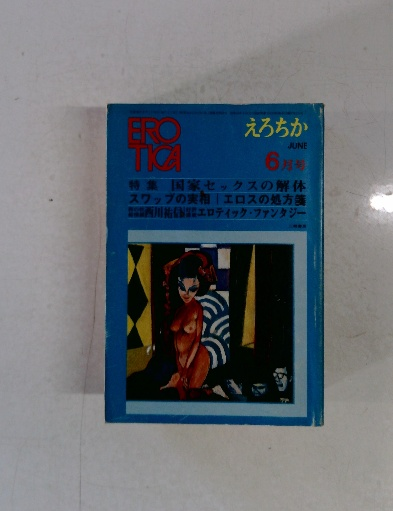 ERO
TICA
えろちか
JUNE
6月号
特集 国家セックスの解体
スワップの実相｜エロスの処方箋
エロティック・ファンタジー